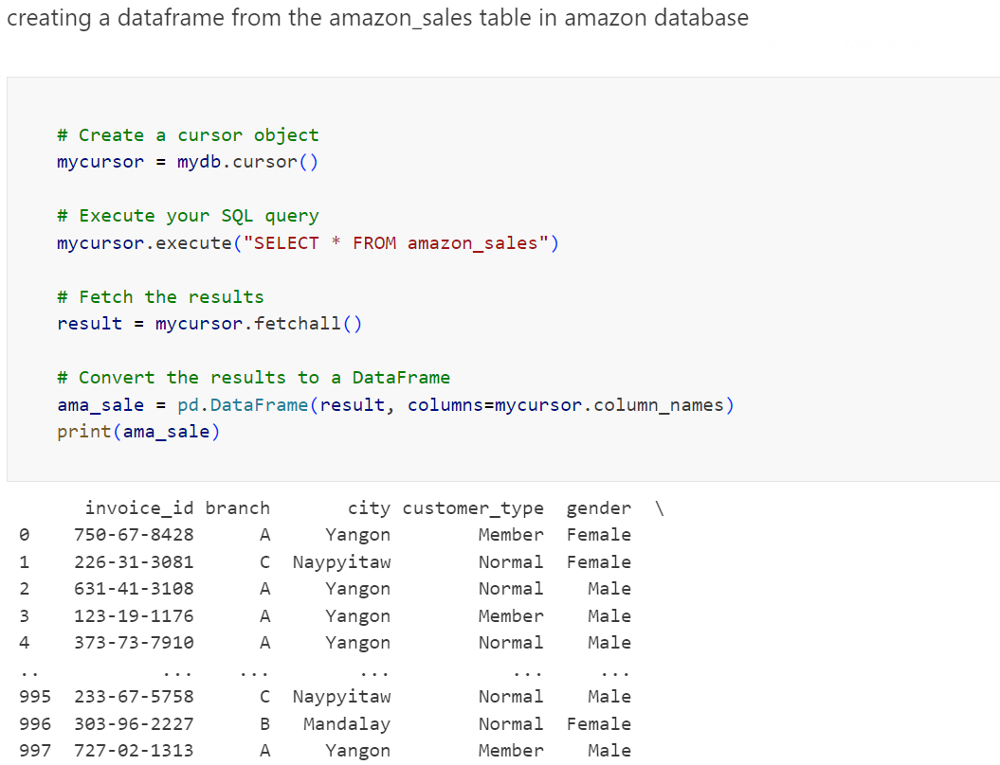 creating a dataframe from the amazon_sales table in amazon database
# Create a cursor object
mycursor = mydb.cursor()
# Execute your SQL query
mycursor.execute("SELECT * FROM amazon_sales")
# Fetch the results
result = mycursor.fetchall()
# Convert the results to a DataFrame
ama_sale = pd.DataFrame(result, columns=mycursor.column_names)
print(ama_sale)
invoice_id branch city customer_type gender \
0 750-67-8428 A Yangon Member Female
1 226-31-3081 C Naypyitaw Normal Female
2 631-41-3108 A Yangon Normal Male
3 123-19-1176 A Yangon Member Male
4 373-73-7910 A Yangon Normal Male
.. ... ... ... ... ...
995 233-67-5758 C Naypyitaw Normal Male
996 303-96-2227 B Mandalay Normal Female
997 727-02-1313 A Yangon Member Male